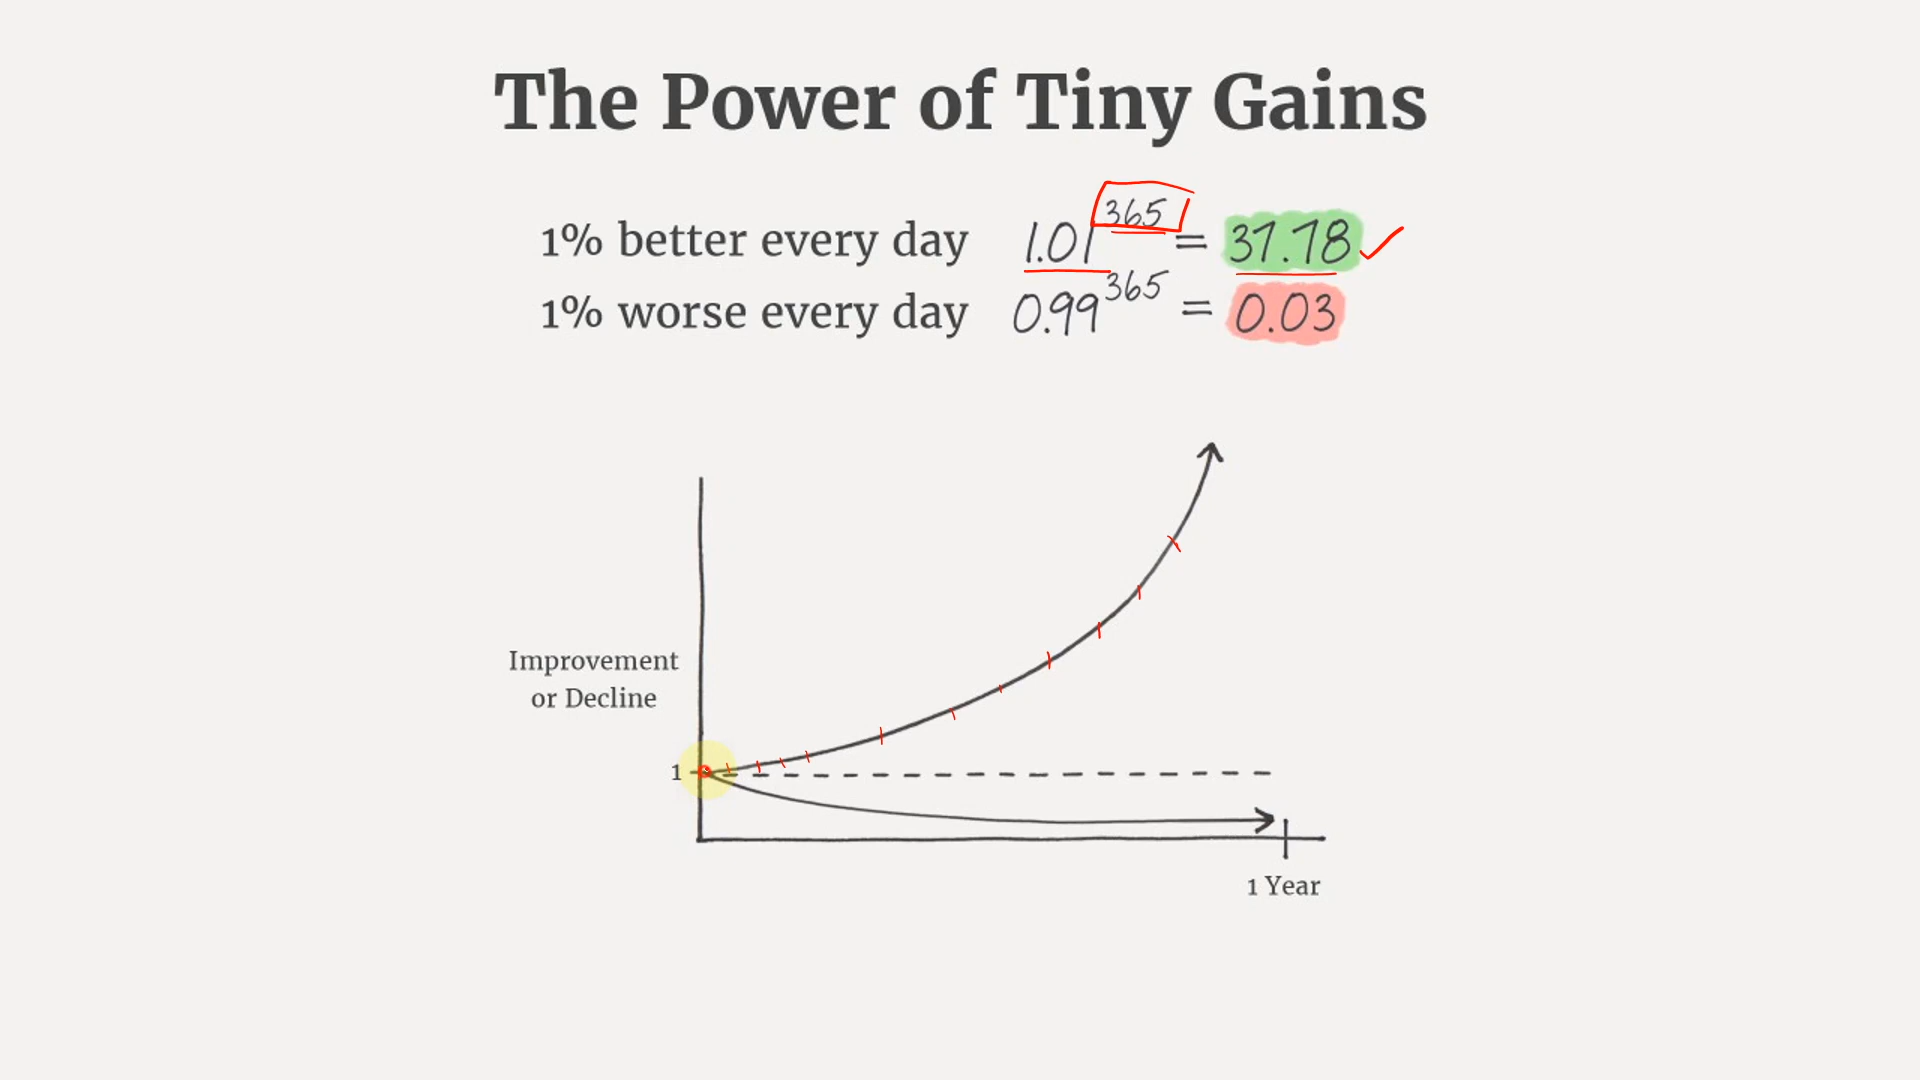 The Power of Tiny Gains
1% better every day 1.01^365 = 37.78
1% worse every day 0.99^365 = 0.03
Improvement
or Decline
1
1 Year